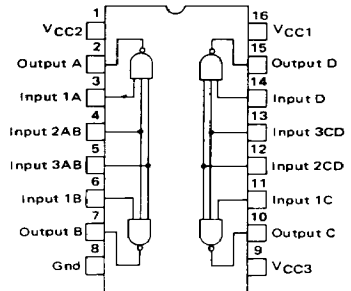 1
VCC2
2
Output A
3
Input 1A
4
Input 2AB
5
Input 3AB
6
Input 1B
7
Output B
8
Gnd
16
VCC1
15
Output D
14
Input D
13
Input 3CD
12
Input 2CD
11
Input 1C
10
Output C
9
VCC3